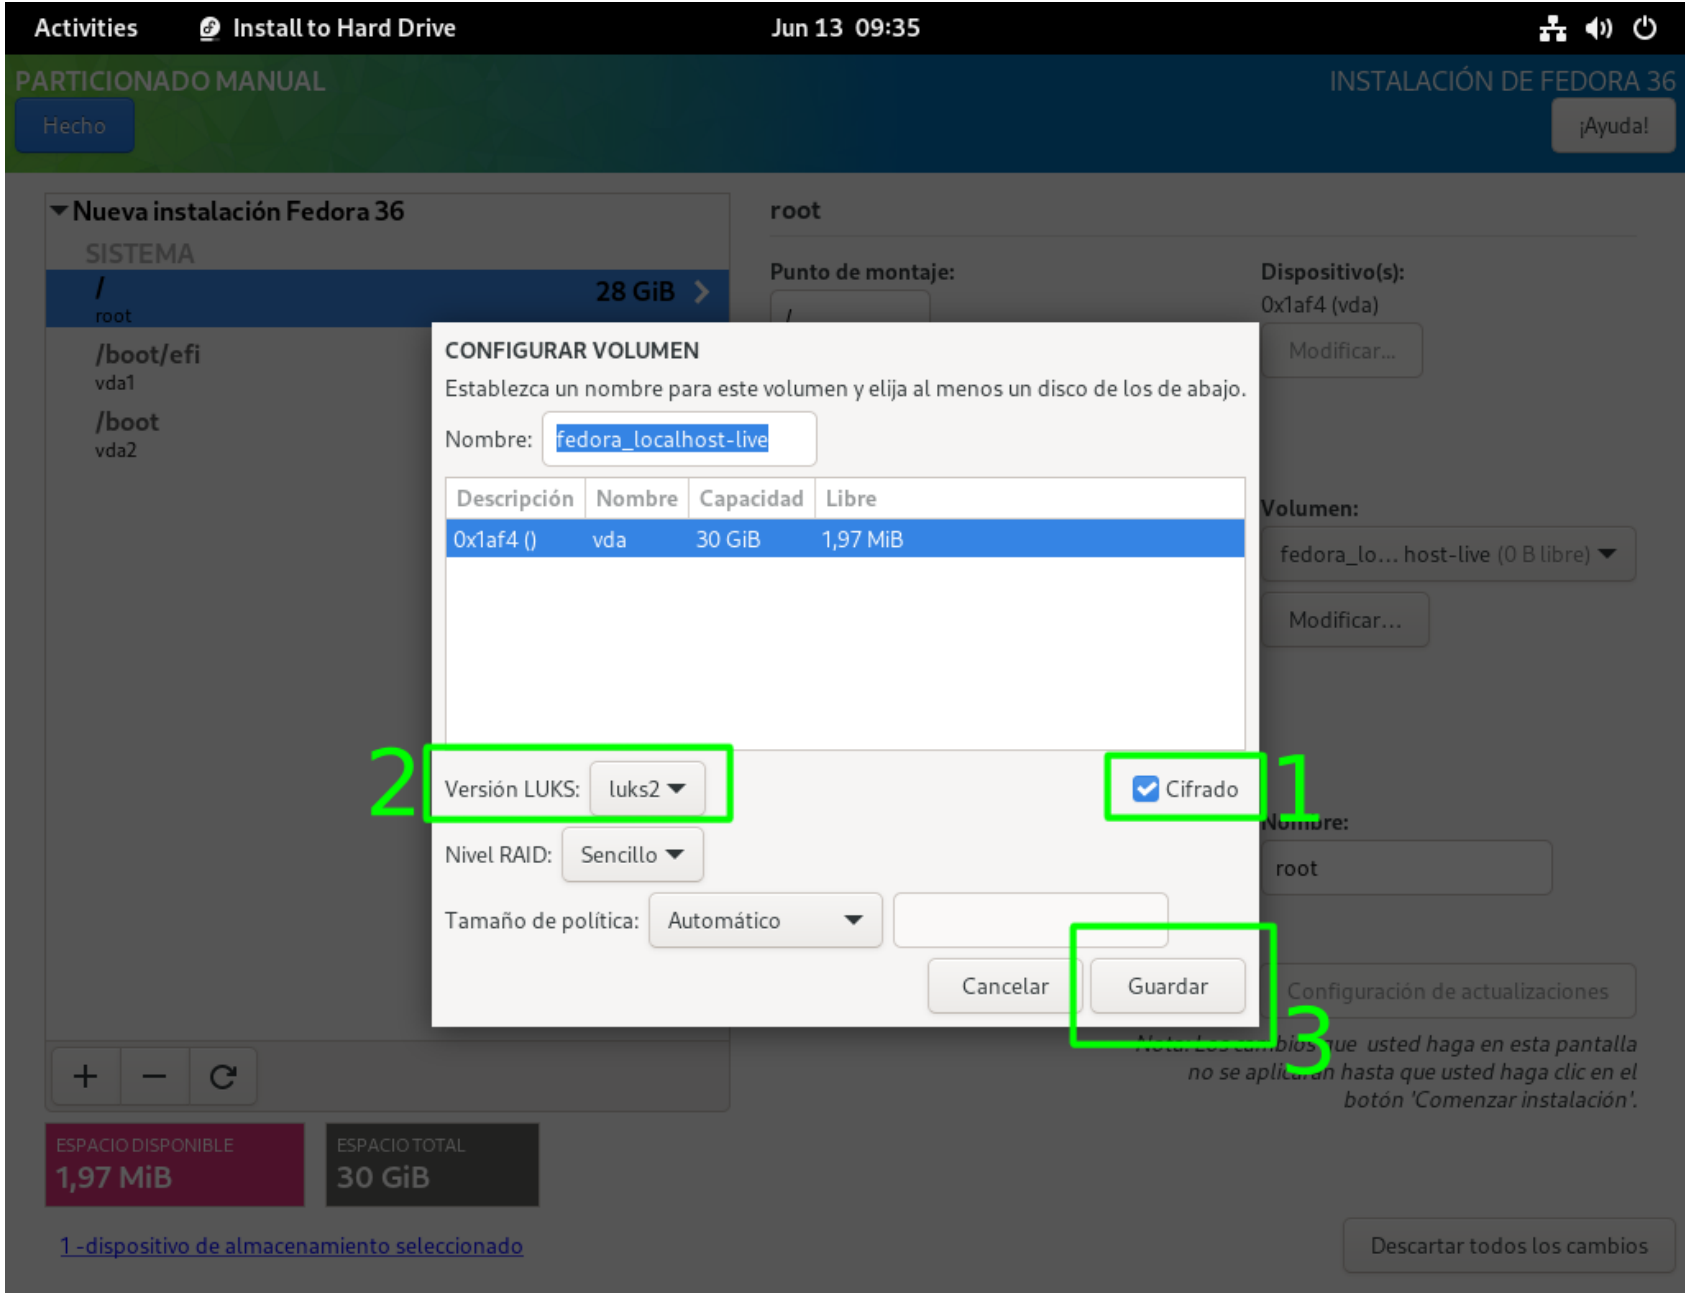 Activities Install to Hard Drive Jun 13 09:35
PARTICIONADO MANUAL INSTALACIÓN DE FEDORA 36
Hecho ¡Ayuda!
Nueva instalación Fedora 36
SISTEMA
/ 28 GiB
root
/boot/efi
vda1
/boot
vda2
root
Punto de montaje: Dispositivo(s):
/ 0x1af4 (vda)
Modificar...
CONFIGURAR VOLUMEN
Establezca un nombre para este volumen y elija al menos un disco de los de abajo.
Nombre: fedora_localhost-live
Descripción Nombre Capacidad Libre
0x1af4 () vda 30 GiB 1,97 MiB
2 Versión LUKS: luks2 Cifrado 1
Nivel RAID: Sencillo
Tamaño de política: Automático
Cancelar Guardar 3
Volumen:
fedora_lo... host-live (0 B libre)
Modificar...
Nombre:
root
Configuración de actualizaciones
Nota: Los cambios que usted haga en esta pantalla
no se aplicarán hasta que usted haga clic en el
botón 'Comenzar instalación'.
+ −
ESPACIO DISPONIBLE ESPACIO TOTAL
1,97 MiB 30 GiB
1 -dispositivo de almacenamiento seleccionado
Descartar todos los cambios